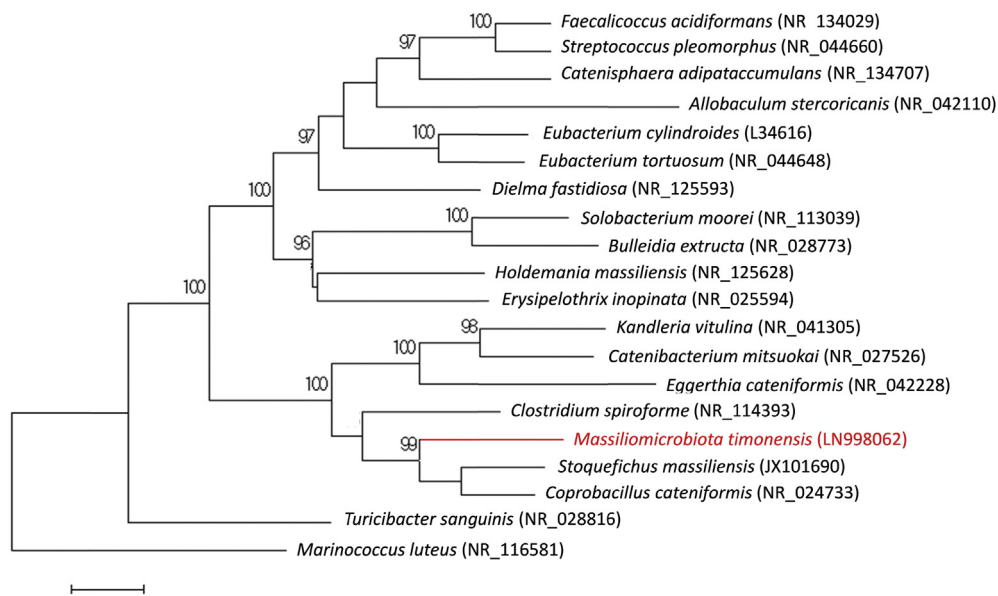 100
Faecalicoccus acidiformans (NR 134029)
97
Streptococcus pleomorphus (NR_044660)
Catenisphaera adipataccumulans (NR_134707)
Allobaculum stercoricanis (NR_042110)
97
100
Eubacterium cylindroides (L34616)
Eubacterium tortuosum (NR_044648)
100
Dielma fastidiosa (NR_125593)
100
Solobacterium moorei (NR_113039)
96
Bulleidia extructa (NR_028773)
Holdemania massiliensis (NR_125628)
100
Erysipelothrix inopinata (NR_025594)
98
Kandleria vitulina (NR_041305)
100
Catenibacterium mitsuokai (NR_027526)
100
Eggerthia cateniformis (NR_042228)
Clostridium spiroforme (NR_114393)
99
Massiliomicrobiota timonensis (LN998062)
Stoquefichus massiliensis (JX101690)
Coprobacillus cateniformis (NR_024733)
Turicibacter sanguinis (NR_028816)
Marinococcus luteus (NR_116581)